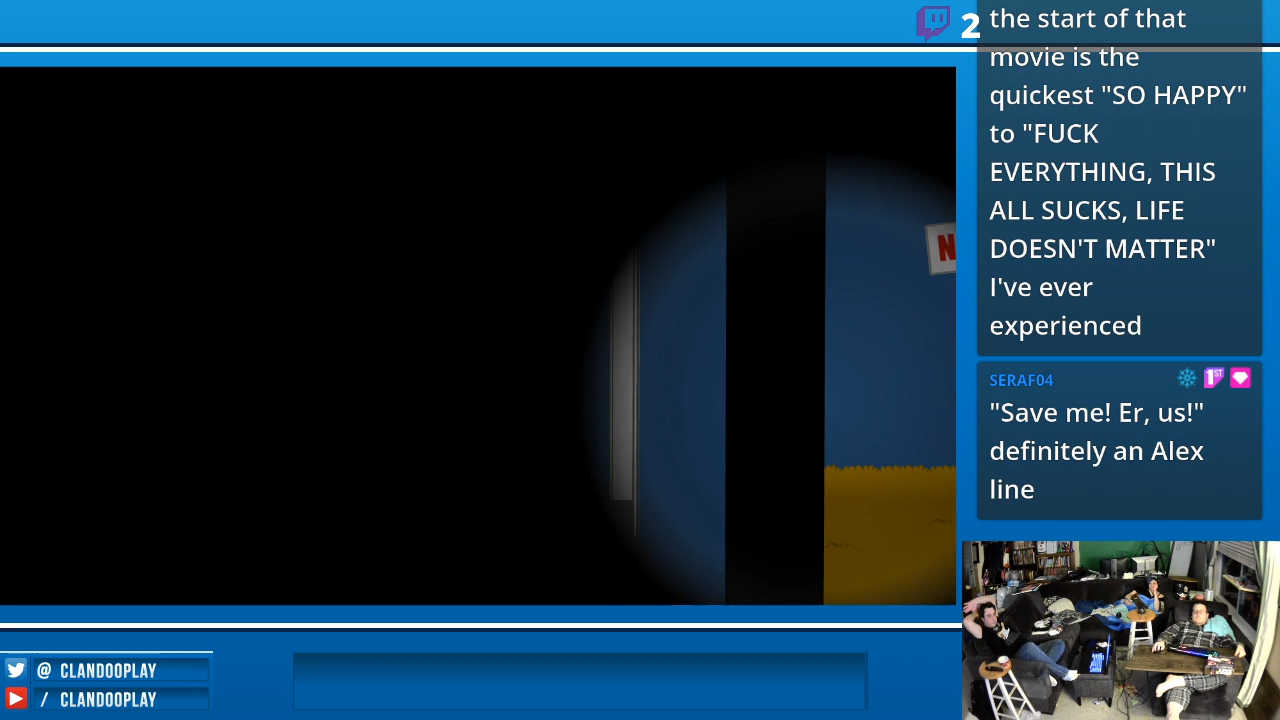 2
the start of that
movie is the
quickest "SO HAPPY"
to "FUCK
EVERYTHING, THIS
ALL SUCKS, LIFE
DOESN'T MATTER"
I've ever
experienced
N
SERAF04 1ST
"Save me! Er, us!"
definitely an Alex
line
@ CLANDOOPLAY
/ CLANDOOPLAY